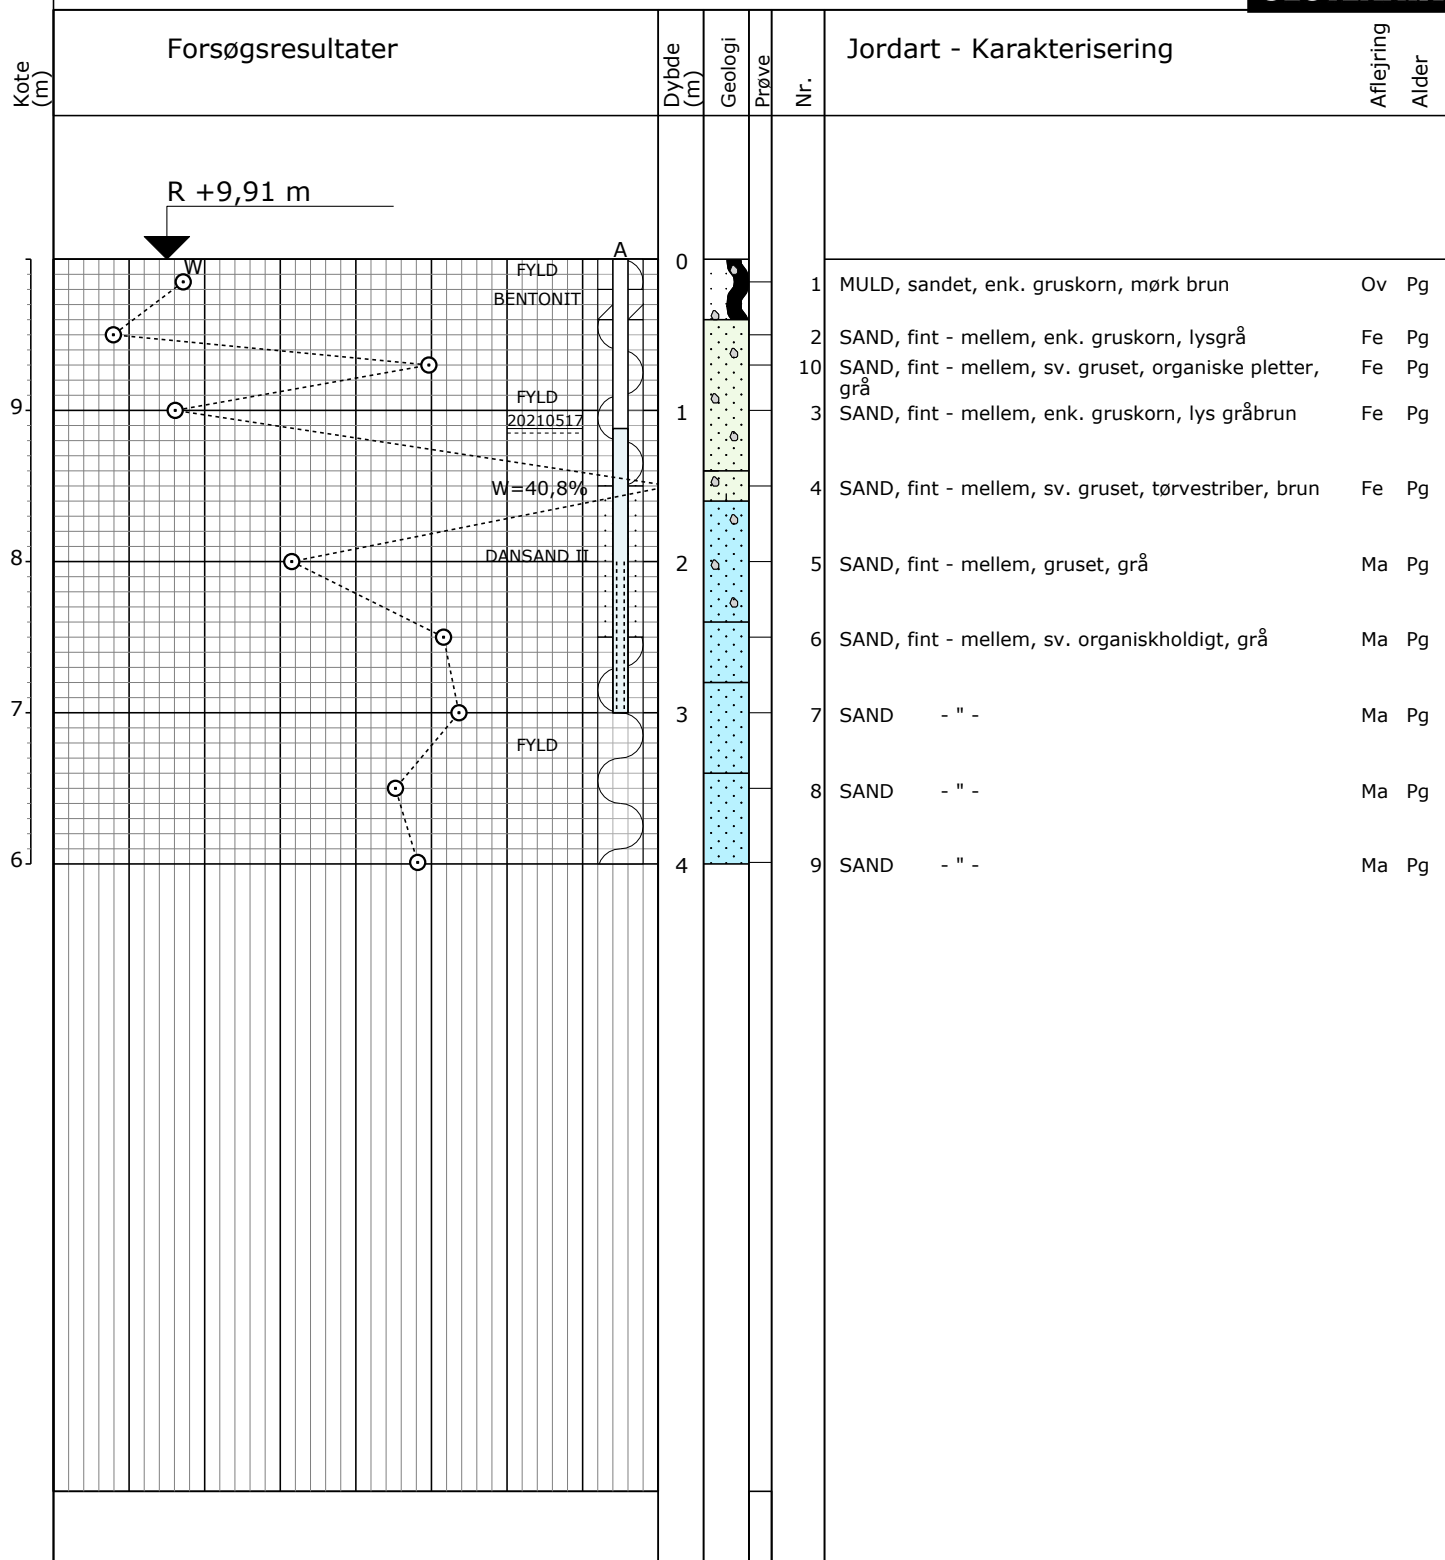 Kote (m)
Forsøgsresultater
Dybde (m)
Geologi
Prøve
Nr.
Jordart - Karakterisering
Aflejring
Alder
R +9,91 m
A
W
FYLD
0
1 MULD, sandet, enk. gruskorn, mørk brun Ov Pg
BENTONIT
2 SAND, fint - mellem, enk. gruskorn, lysgrå Fe Pg
10 SAND, fint - mellem, sv. gruset, organiske pletter, Fe Pg
grå
FYLD
9
1
3 SAND, fint - mellem, enk. gruskorn, lys gråbrun Fe Pg
20210517
W=40,8%
4 SAND, fint - mellem, sv. gruset, tørvestriber, brun Fe Pg
8
DANSAND II
2
5 SAND, fint - mellem, gruset, grå Ma Pg
6 SAND, fint - mellem, sv. organiskholdigt, grå Ma Pg
7
3
7 SAND - " - Ma Pg
FYLD
8 SAND - " - Ma Pg
6
4
9 SAND - " - Ma Pg